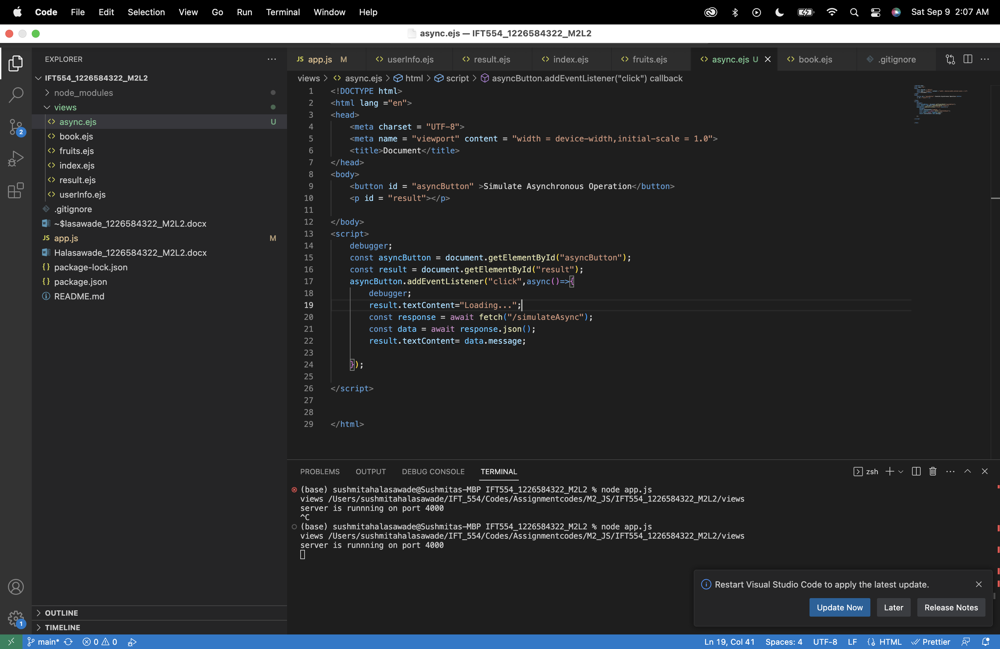 Code File Edit Selection View Go Run Terminal Window Help Sat Sep 9 2:07 AM
async.ejs — IFT554_1226584322_M2L2
EXPLORER
IFT554_1226584322_M2L2
node_modules
views
async.ejs U
book.ejs
fruits.ejs
index.ejs
result.ejs
userInfo.ejs
.gitignore
~$lasawade_1226584322_M2L2.docx
JS app.js M
Halasawade_1226584322_M2L2.docx
package-lock.json
package.json
README.md
OUTLINE
TIMELINE
2
1
JS app.js M userInfo.ejs result.ejs index.ejs fruits.ejs async.ejs U book.ejs .gitignore
views > async.ejs > html > script > asyncButton.addEventListener("click") callback
1 <!DOCTYPE html>
2 <html lang ="en">
3 <head>
4 <meta charset = "UTF-8">
5 <meta name = "viewport" content = "width = device-width,initial-scale = 1.0">
6 <title>Document</title>
7 </head>
8 <body>
9 <button id = "asyncButton" >Simulate Asynchronous Operation</button>
10 <p id = "result"></p>
11
12 </body>
13 <script>
14 debugger;
15 const asyncButton = document.getElementById("asyncButton");
16 const result = document.getElementById("result");
17 asyncButton.addEventListener("click",async()=>{
18 debugger;
19 result.textContent="Loading...";
20 const response = await fetch("/simulateAsync");
21 const data = await response.json();
22 result.textContent= data.message;
23
24 });
25
26 </script>
27
28
29 </html>
PROBLEMS OUTPUT DEBUG CONSOLE TERMINAL zsh
(base) sushmitahalasawade@Sushmitas-MBP IFT554_1226584322_M2L2 % node app.js
views /Users/sushmitahalasawade/IFT_554/Codes/Assignmentcodes/M2_JS/IFT554_1226584322_M2L2/views
server is runnning on port 4000
^C
(base) sushmitahalasawade@Sushmitas-MBP IFT554_1226584322_M2L2 % node app.js
views /Users/sushmitahalasawade/IFT_554/Codes/Assignmentcodes/M2_JS/IFT554_1226584322_M2L2/views
server is runnning on port 4000
Restart Visual Studio Code to apply the latest update.
Update Now Later Release Notes
main* 0 0 Ln 19, Col 41 Spaces: 4 UTF-8 LF HTML Prettier